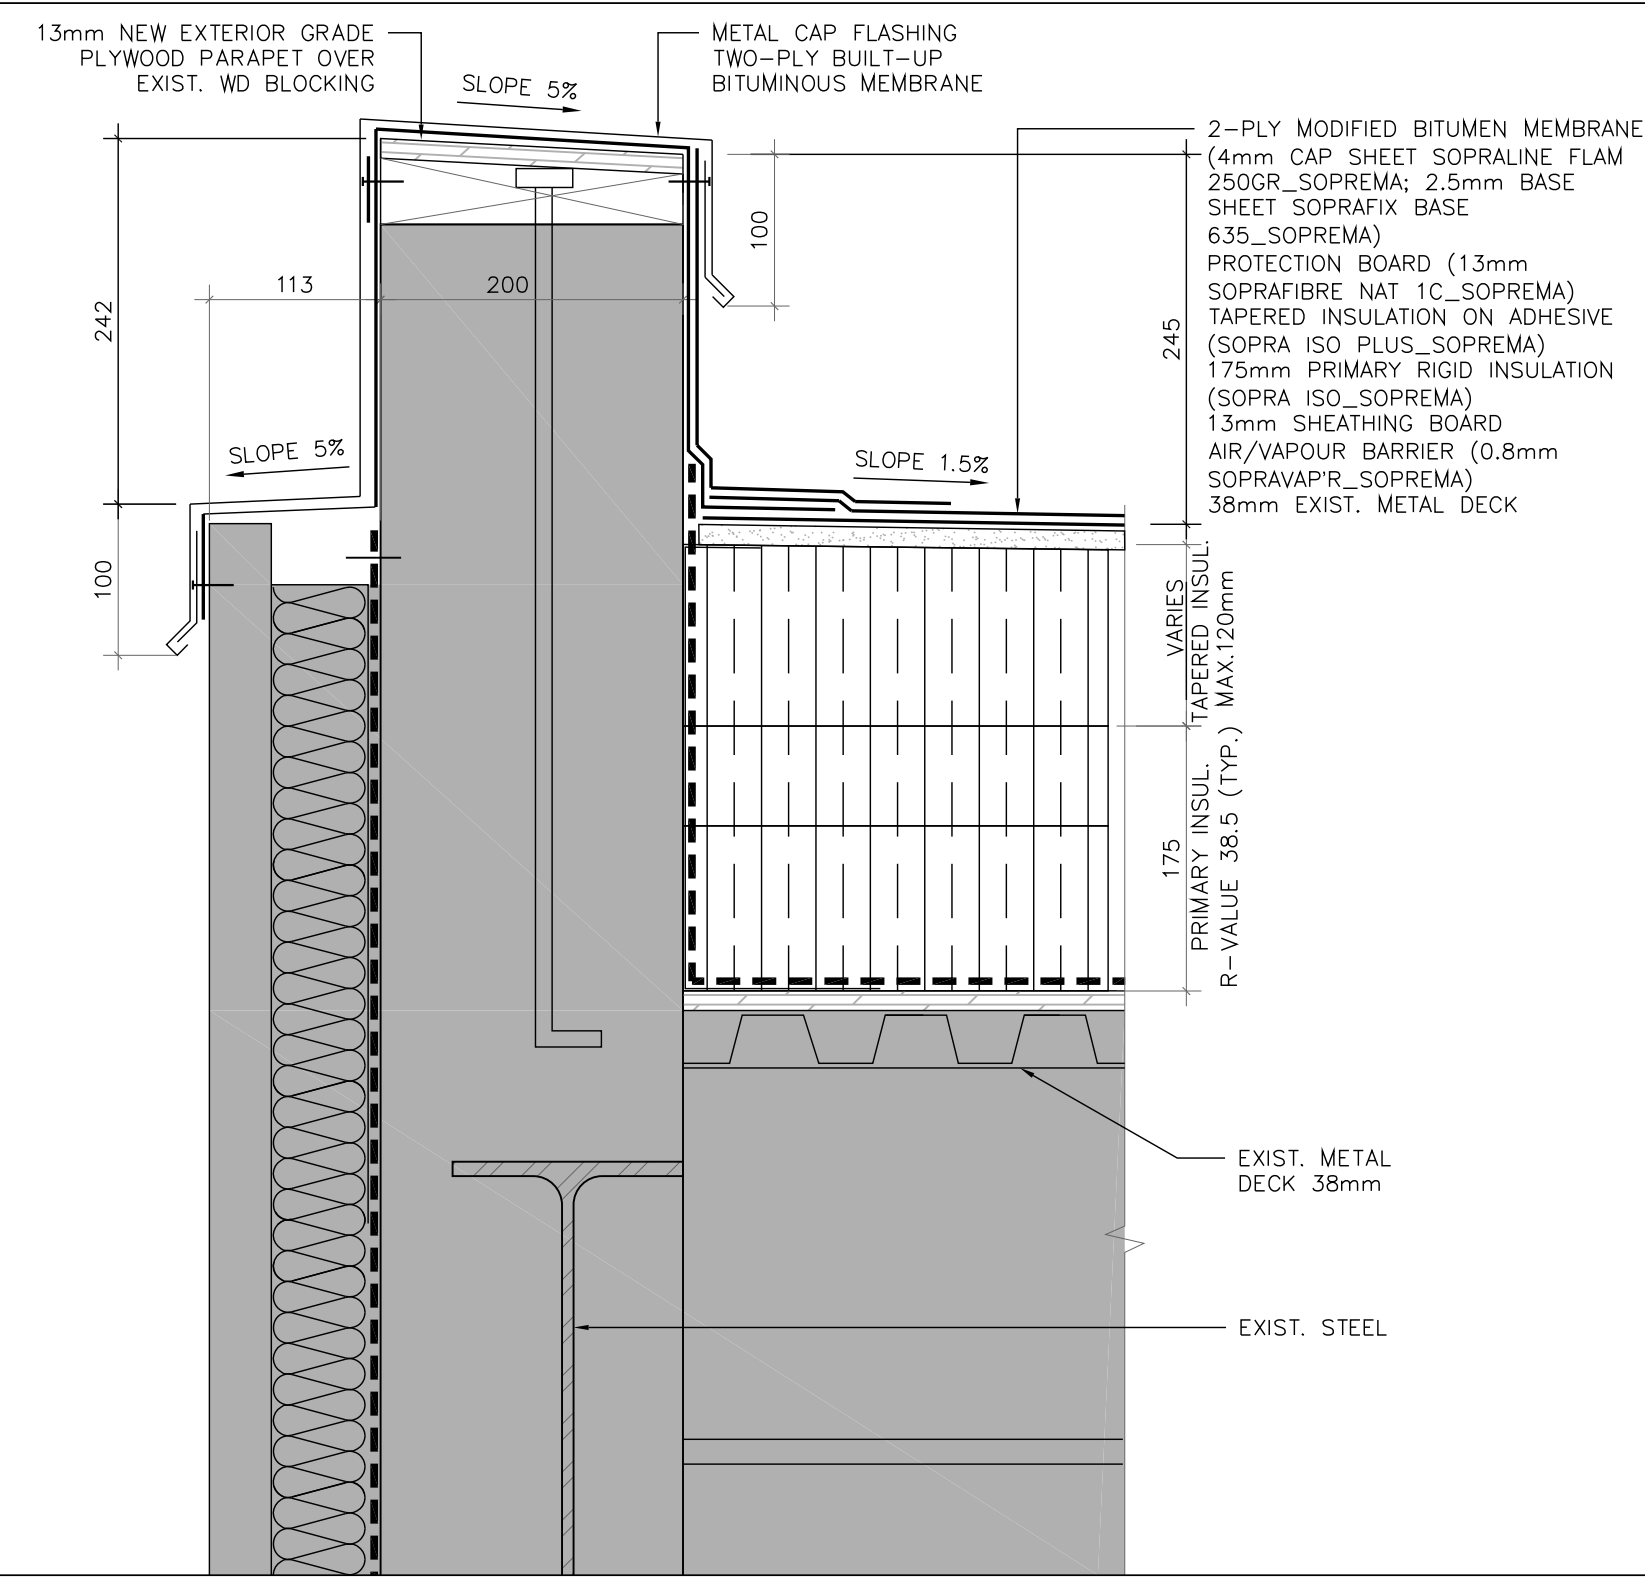 13mm NEW EXTERIOR GRADE
PLYWOOD PARAPET OVER
EXIST. WD BLOCKING
METAL CAP FLASHING
TWO-PLY BUILT-UP
BITUMINOUS MEMBRANE
SLOPE 5%
2-PLY MODIFIED BITUMEN MEMBRANE
(4mm CAP SHEET SOPRALINE FLAM
250GR_SOPREMA; 2.5mm BASE
SHEET SOPRAFIX BASE
635_SOPREMA)
PROTECTION BOARD (13mm
SOPRAFIBRE NAT 1C_SOPREMA)
TAPERED INSULATION ON ADHESIVE
(SOPRA ISO PLUS_SOPREMA)
175mm PRIMARY RIGID INSULATION
(SOPRA ISO_SOPREMA)
13mm SHEATHING BOARD
AIR/VAPOUR BARRIER (0.8mm
SOPRAVAP'R_SOPREMA)
38mm EXIST. METAL DECK
100
113
200
242
245
SLOPE 5%
SLOPE 1.5%
100
VARIES
TAPERED INSUL.
MAX.120mm
175
PRIMARY INSUL.
R-VALUE 38.5 (TYP.)
EXIST. METAL
DECK 38mm
EXIST. STEEL